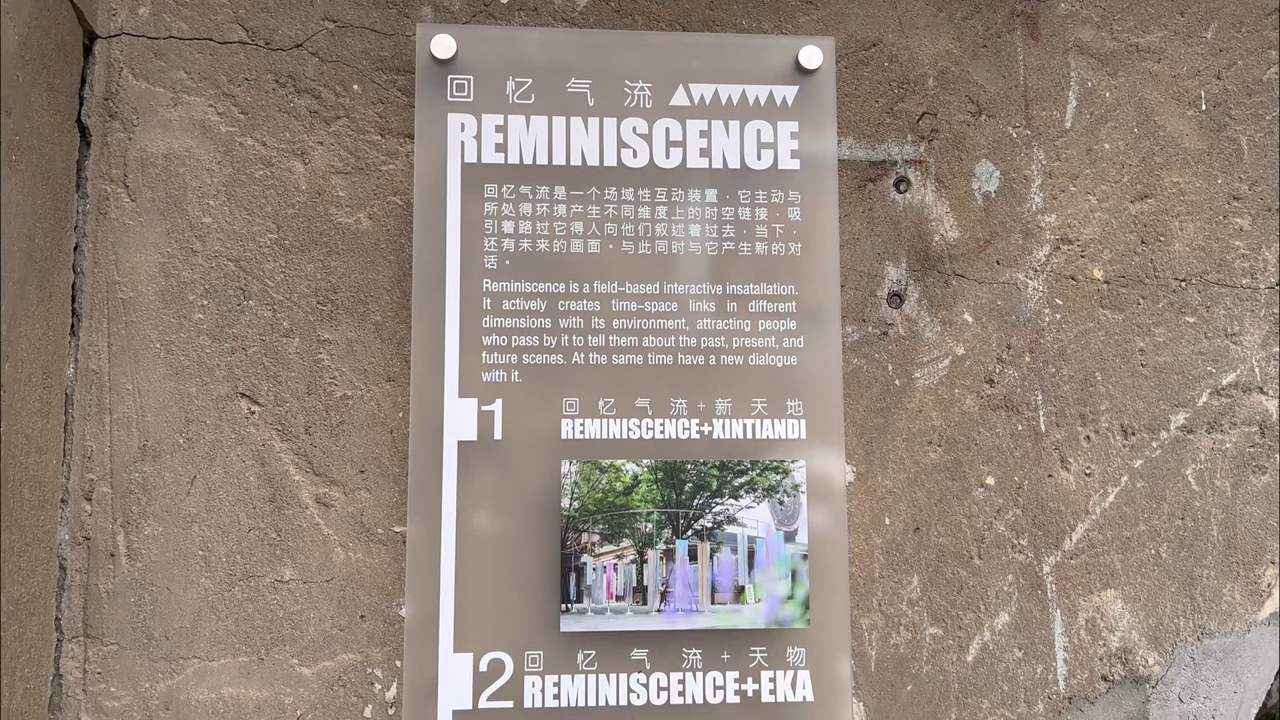 回忆气流
REMINISCENCE
回忆气流是一个场域性互动装置，它主动与
所处得环境产生不同维度上的时空链接，吸
引着路过它得人向他们叙述着过去，当下，
还有未来的画面。与此同时与它产生新的对
话。
Reminiscence is a field-based interactive insatallation.
It actively creates time-space links in different
dimensions with its environment, attracting people
who pass by it to tell them about the past, present, and
future scenes. At the same time have a new dialogue
with it.
1
回忆气流+新天地
REMINISCENCE+XINTIANDI
2
回忆气流+天物
REMINISCENCE+EKA